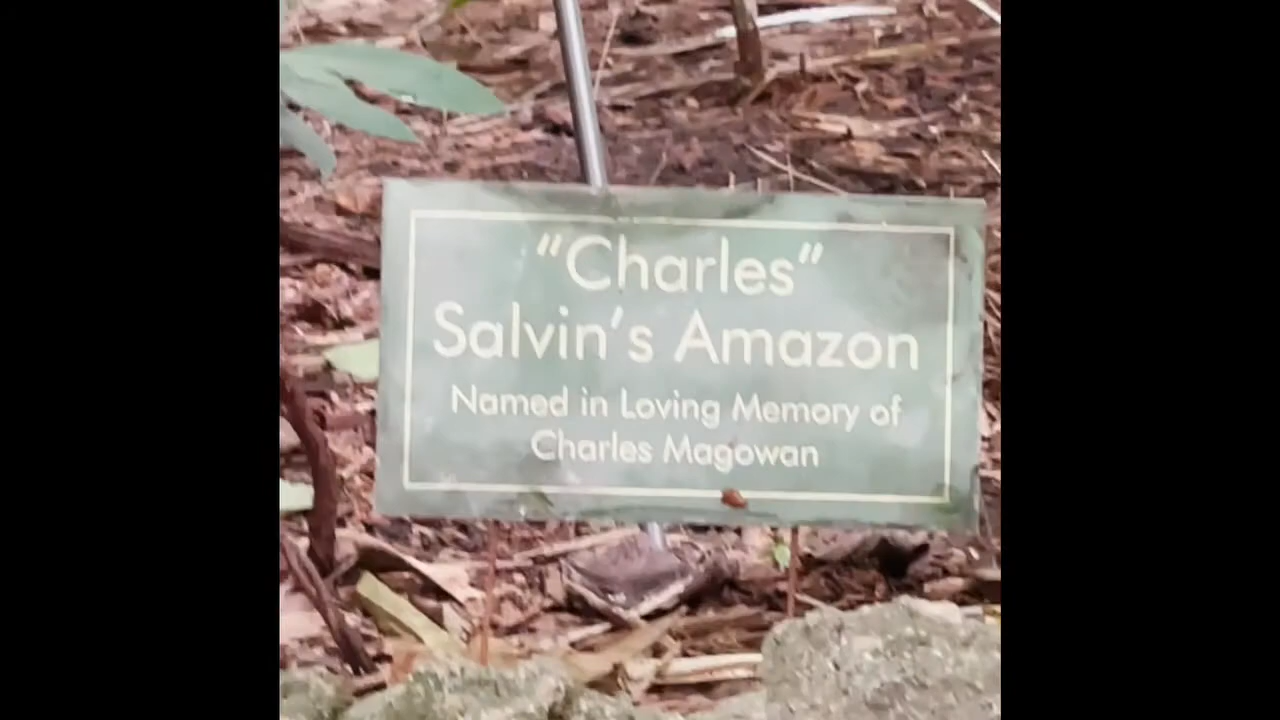 "Charles"
Salvin's Amazon
Named in Loving Memory of
Charles Magowan